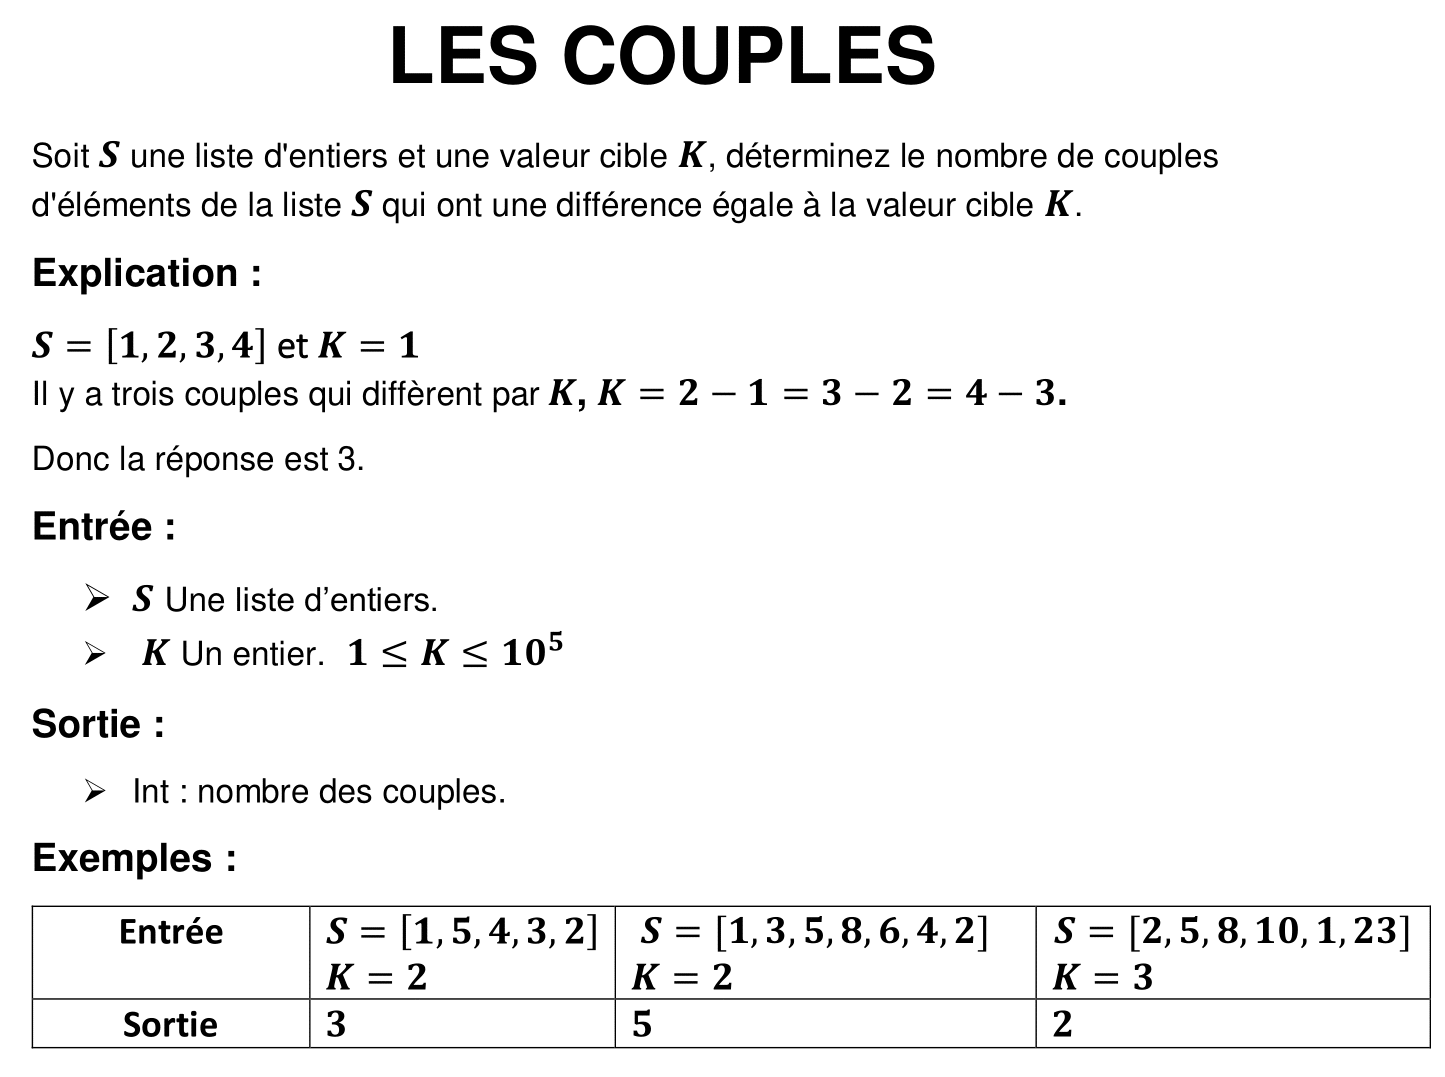 LES COUPLES
Soit S une liste d'entiers et une valeur cible K, déterminez le nombre de couples
d'éléments de la liste S qui ont une différence égale à la valeur cible K.
Explication :
S = [1, 2, 3, 4] et K = 1
Il y a trois couples qui diffèrent par K, K = 2 − 1 = 3 − 2 = 4 − 3.
Donc la réponse est 3.
Entrée :
➢ S Une liste d’entiers.
➢ K Un entier. 1 ≤ K ≤ 10⁵
Sortie :
➢ Int : nombre des couples.
Exemples :
Entrée S = [1, 5, 4, 3, 2] S = [1, 3, 5, 8, 6, 4, 2] S = [2, 5, 8, 10, 1, 23]
K = 2 K = 2 K = 3
Sortie 3 5 2